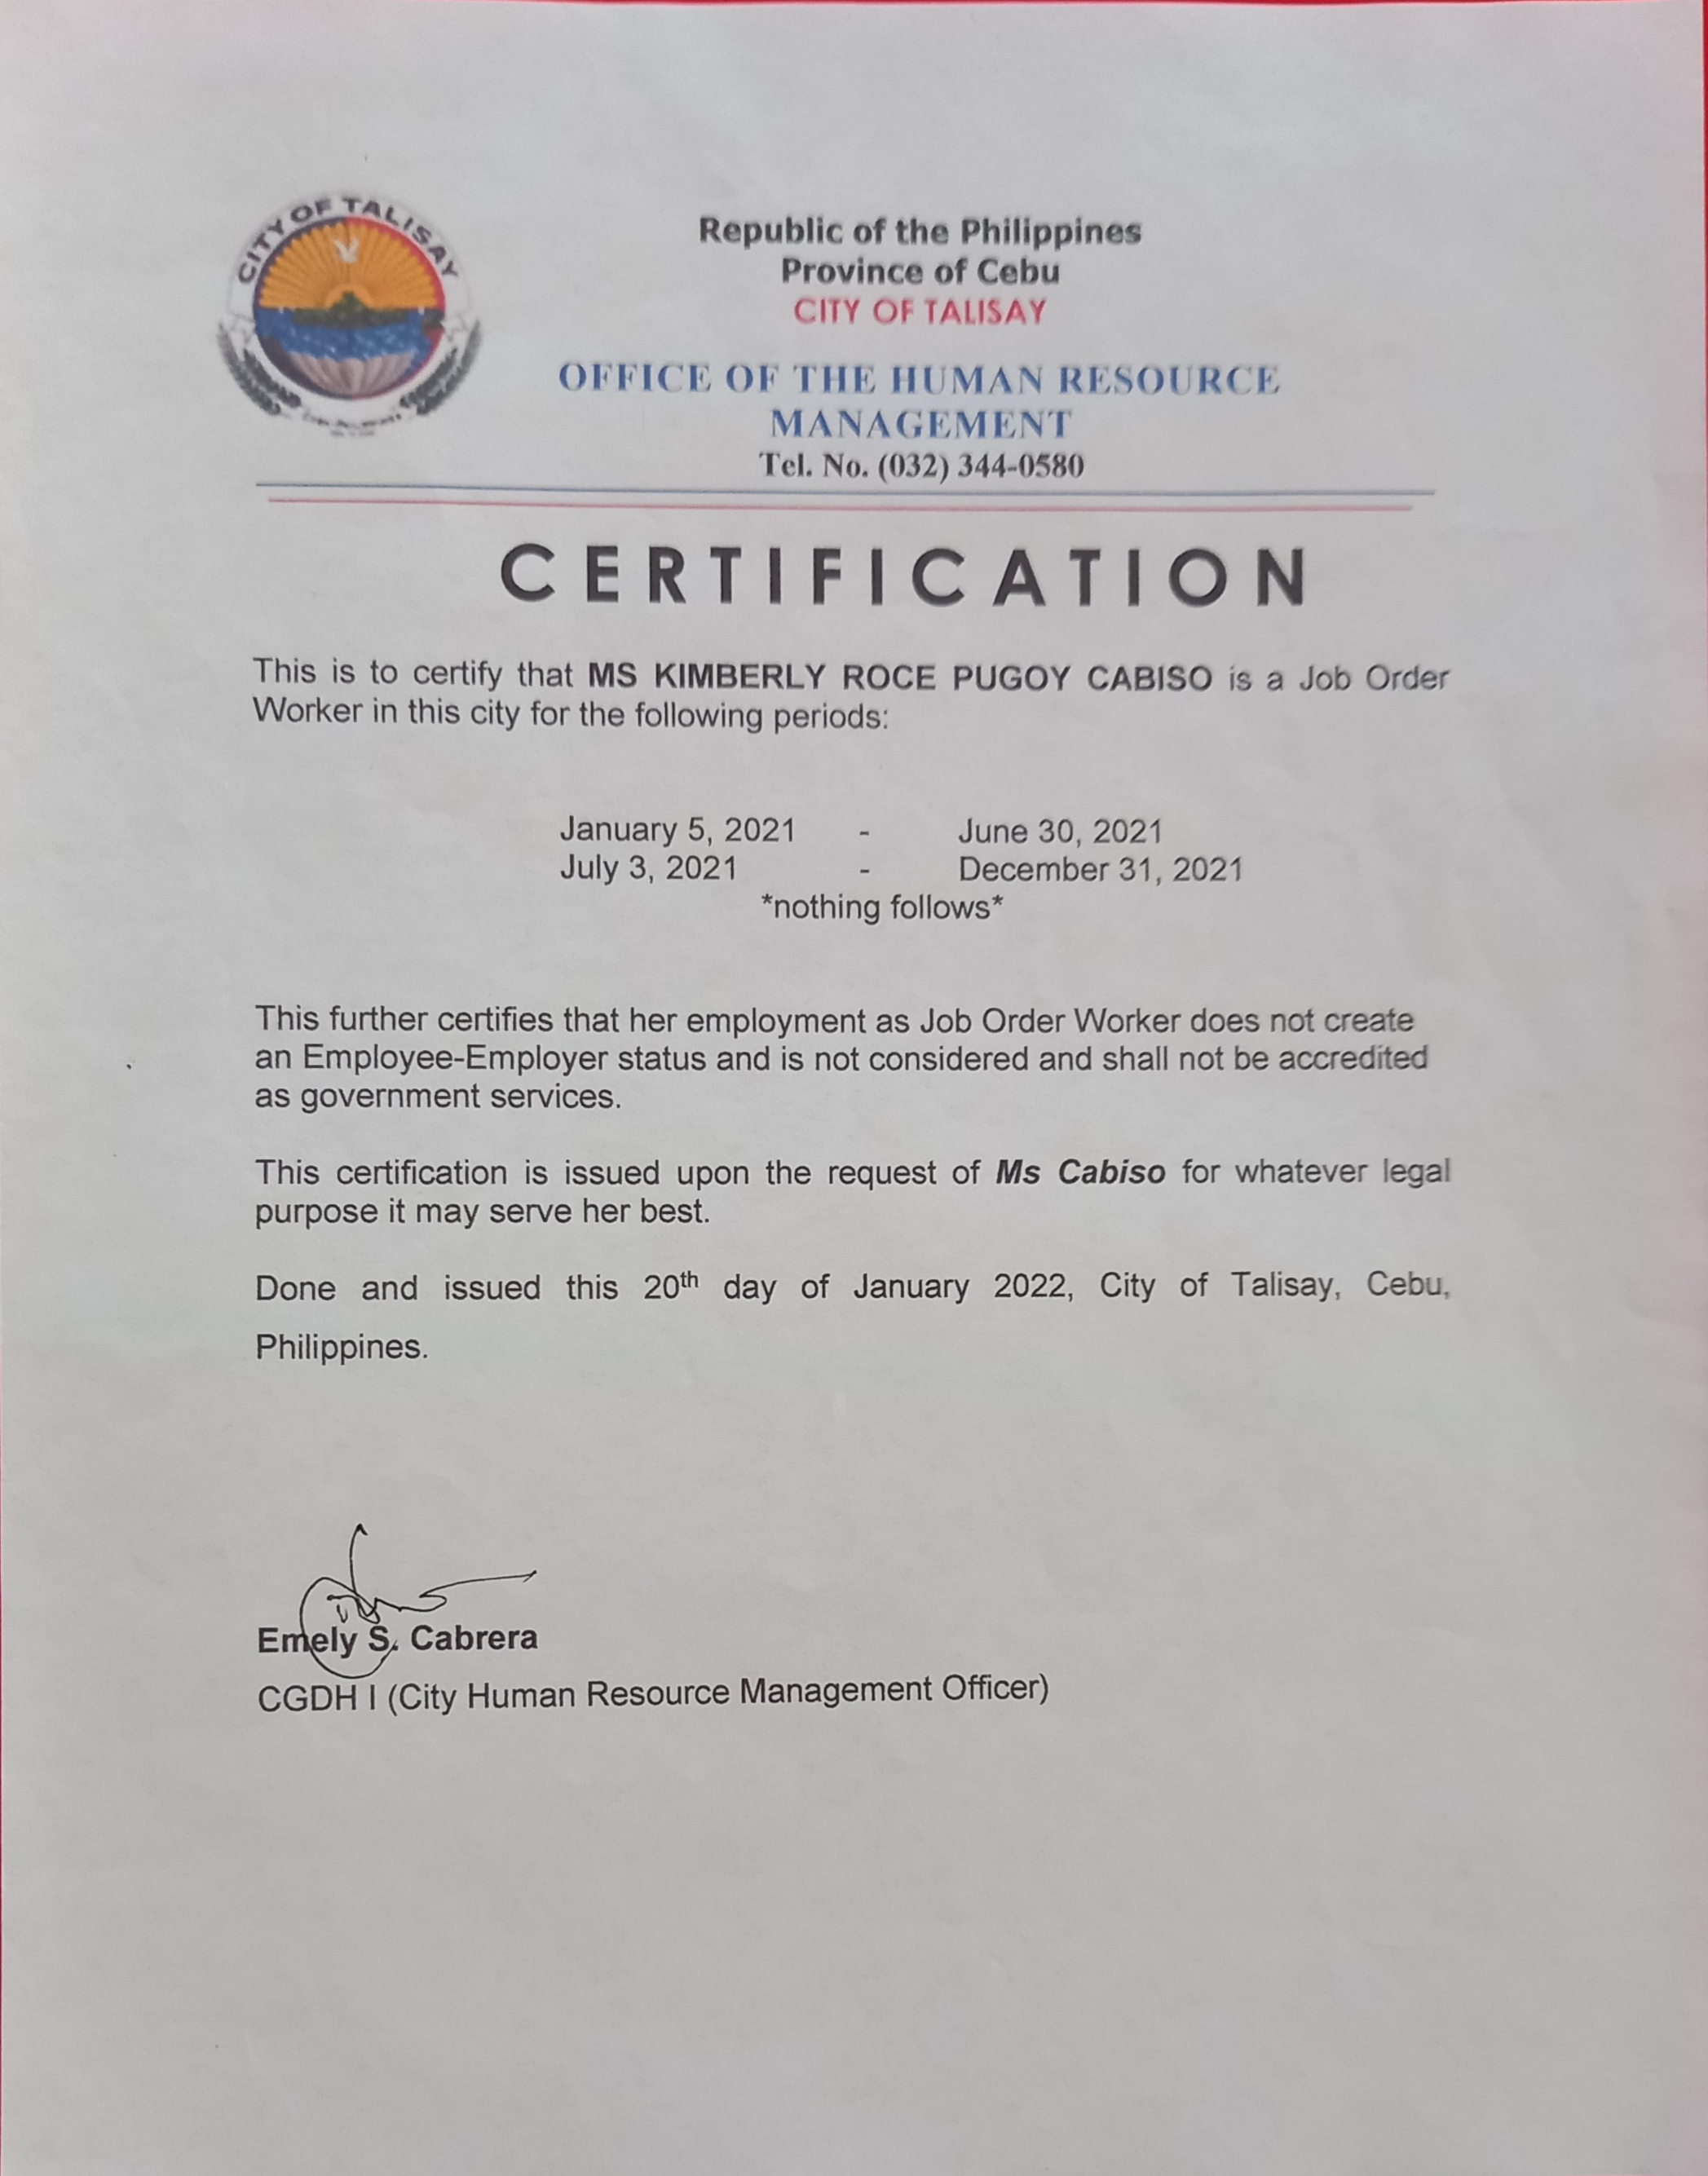 CITY OF TALISAY
Republic of the Philippines
Province of Cebu
CITY OF TALISAY
OFFICE OF THE HUMAN RESOURCE
MANAGEMENT
Tel. No. (032) 344-0580
CERTIFICATION
This is to certify that MS KIMBERLY ROCE PUGOY CABISO is a Job Order
Worker in this city for the following periods:
January 5, 2021 - June 30, 2021
July 3, 2021 - December 31, 2021
*nothing follows*
This further certifies that her employment as Job Order Worker does not create
an Employee-Employer status and is not considered and shall not be accredited
as government services.
This certification is issued upon the request of Ms Cabiso for whatever legal
purpose it may serve her best.
Done and issued this 20th day of January 2022, City of Talisay, Cebu,
Philippines.
Emely S. Cabrera
CGDH I (City Human Resource Management Officer)